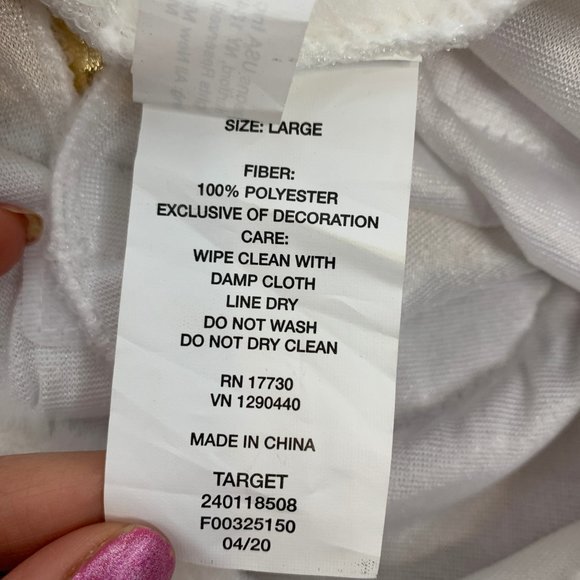 SIZE: LARGE
FIBER:
100% POLYESTER
EXCLUSIVE OF DECORATION
CARE:
WIPE CLEAN WITH
DAMP CLOTH
LINE DRY
DO NOT WASH
DO NOT DRY CLEAN
RN 17730
VN 1290440
MADE IN CHINA
TARGET
240118508
F00325150
04/20